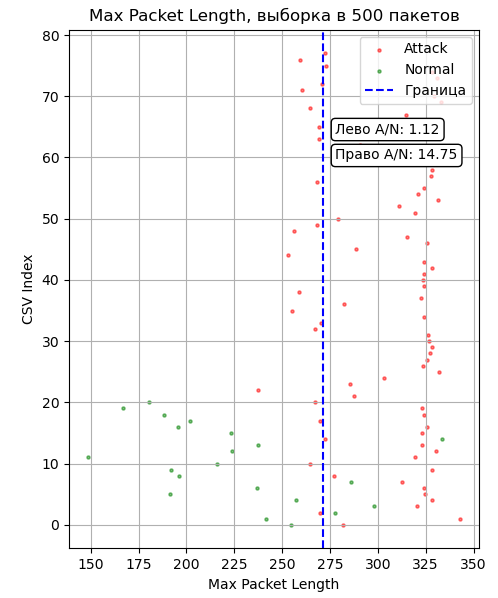 Max Packet Length, выборка в 500 пакетов
Attack
Normal
Граница
Лево A/N: 1.12
Право A/N: 14.75
CSV Index
80
70
60
50
40
30
20
10
0
150
175
200
225
250
275
300
325
350
Max Packet Length